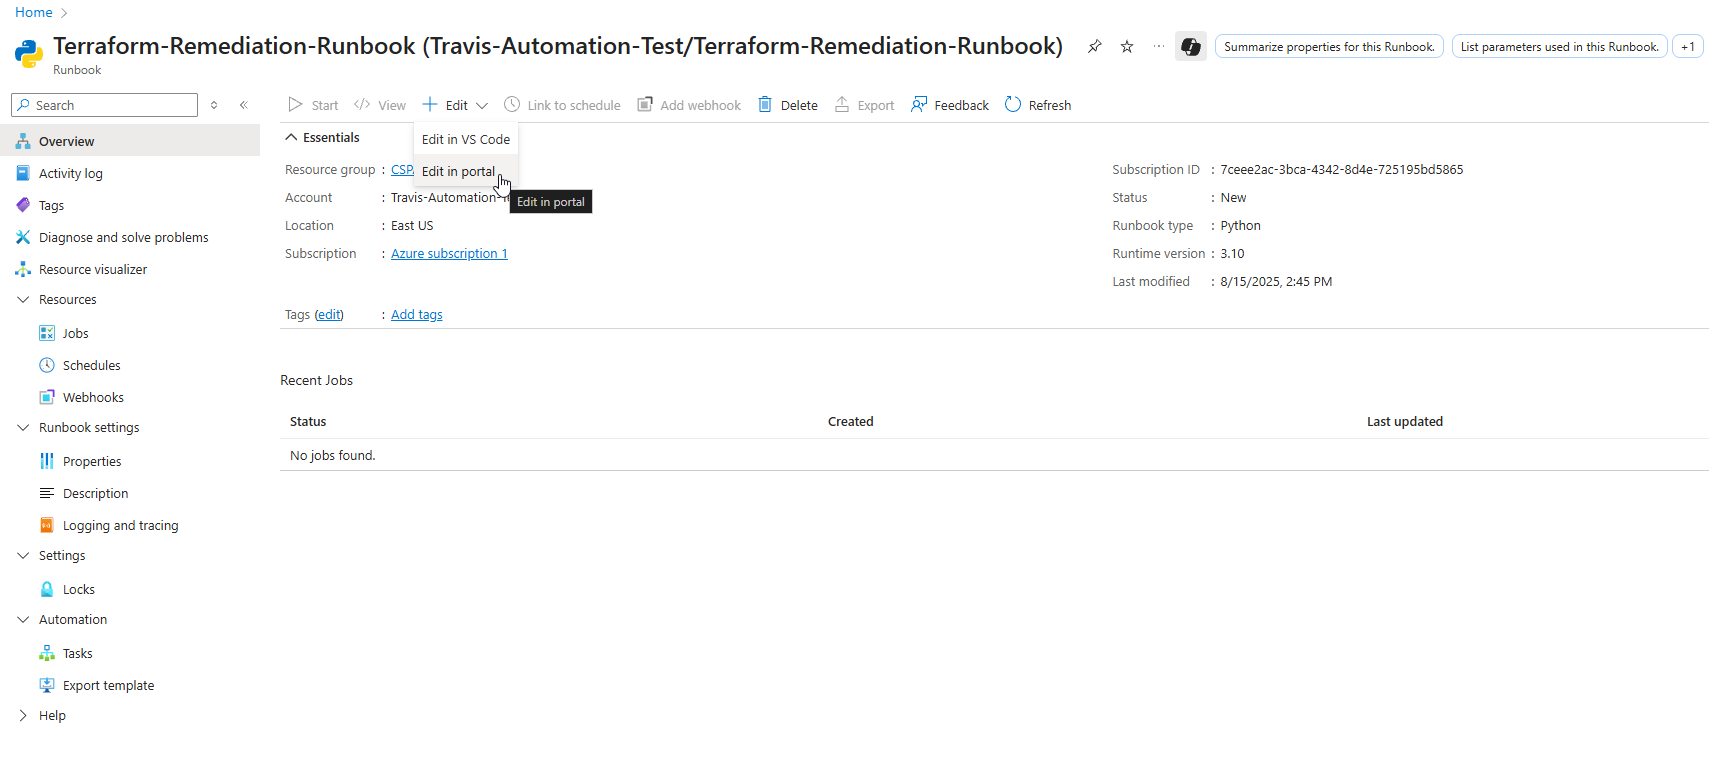 Home
Terraform-Remediation-Runbook (Travis-Automation-Test/Terraform-Remediation-Runbook)
Runbook
Summarize properties for this Runbook.
List parameters used in this Runbook.
+1
Search
Start
View
Edit
Link to schedule
Add webhook
Delete
Export
Feedback
Refresh
Edit in VS Code
Edit in portal
Edit in portal
Overview
Activity log
Tags
Diagnose and solve problems
Resource visualizer
Resources
Jobs
Schedules
Webhooks
Runbook settings
Properties
Description
Logging and tracing
Settings
Locks
Automation
Tasks
Export template
Help
Essentials
Resource group :
Account : Travis-Automation-
Location : East US
Subscription : Azure subscription 1
Tags (edit) : Add tags
Subscription ID : 7ceee2ac-3bca-4342-8d4e-725195bd5865
Status : New
Runbook type : Python
Runtime version : 3.10
Last modified : 8/15/2025, 2:45 PM
Recent Jobs
Status Created Last updated
No jobs found.